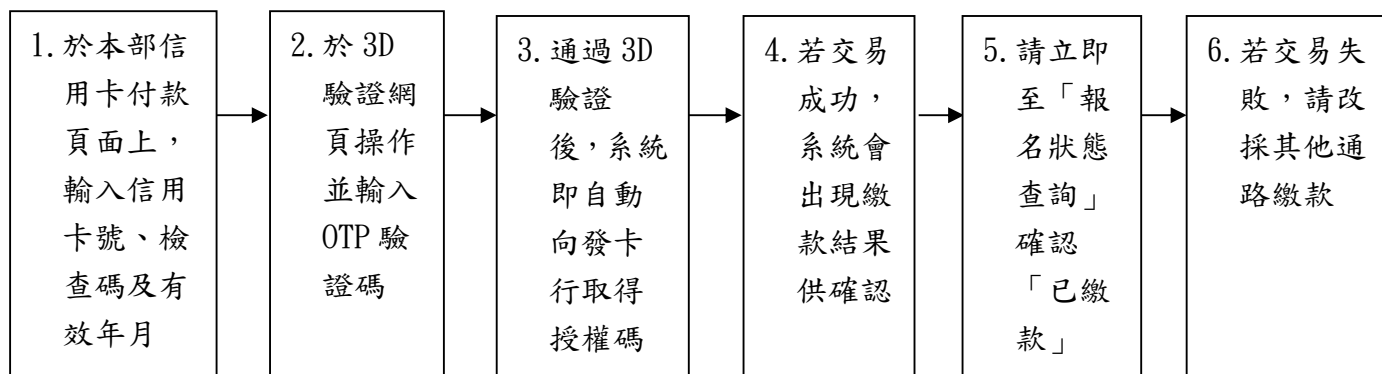 1.於本部信
用卡付款
頁面上，
輸入信用
卡號、檢
查碼及有
效年月
2.於 3D
驗證網
頁操作
並輸入
OTP 驗
證碼
3.通過 3D
驗證
後，系統
即自動
向發卡
行取得
授權碼
4.若交易
成功，
系統會
出現繳
款結果
供確認
5.請立即
至「報
名狀態
查詢」
確認
「已繳
款」
6.若交易失
敗，請改
採其他通
路繳款